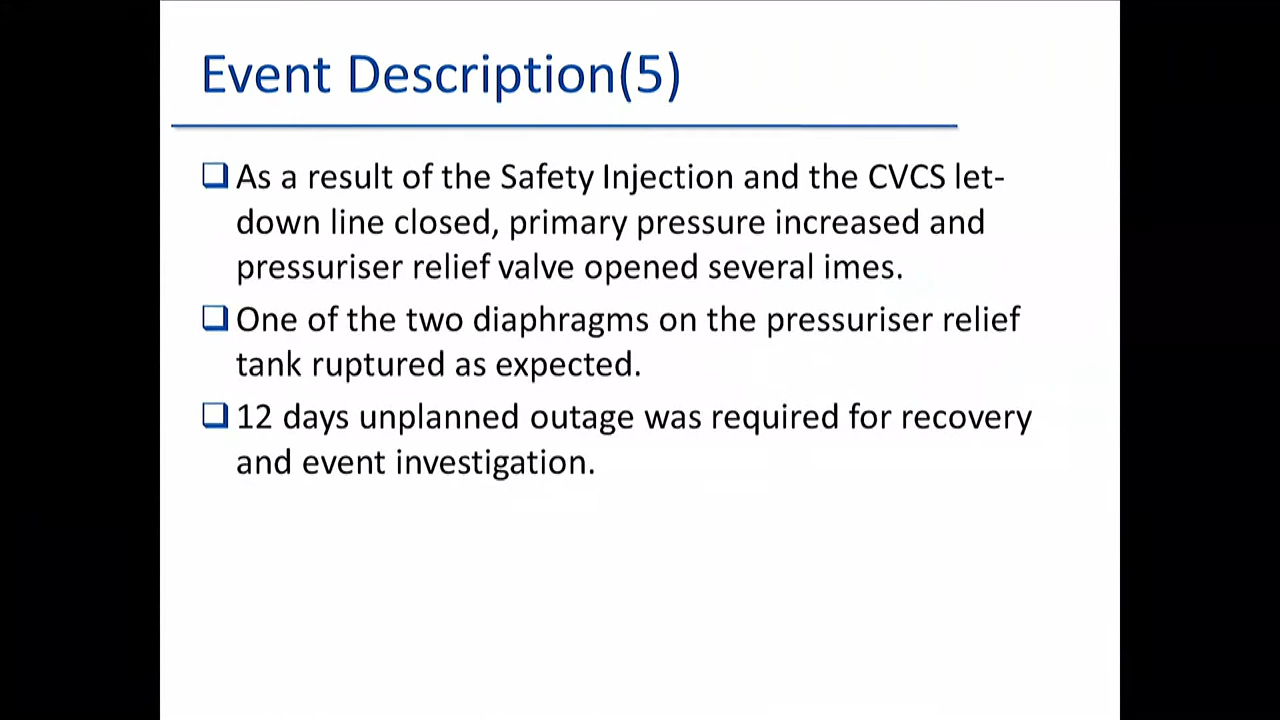 Event Description(5)
As a result of the Safety Injection and the CVCS let-
down line closed, primary pressure increased and
pressuriser relief valve opened several imes.
One of the two diaphragms on the pressuriser relief
tank ruptured as expected.
12 days unplanned outage was required for recovery
and event investigation.